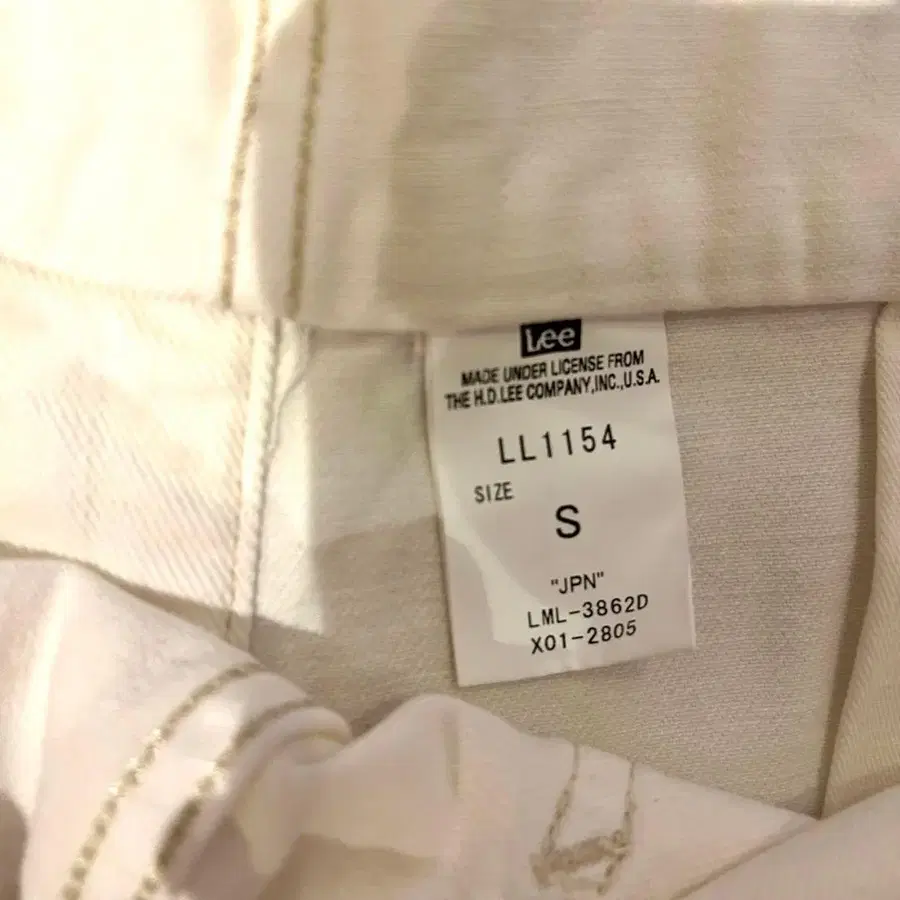 Lee
MADE UNDER LICENSE FROM
THE H.D.LEE COMPANY,INC.,U.S.A.
LL1154
SIZE
S
"JPN"
LML-3862D
X01-2805